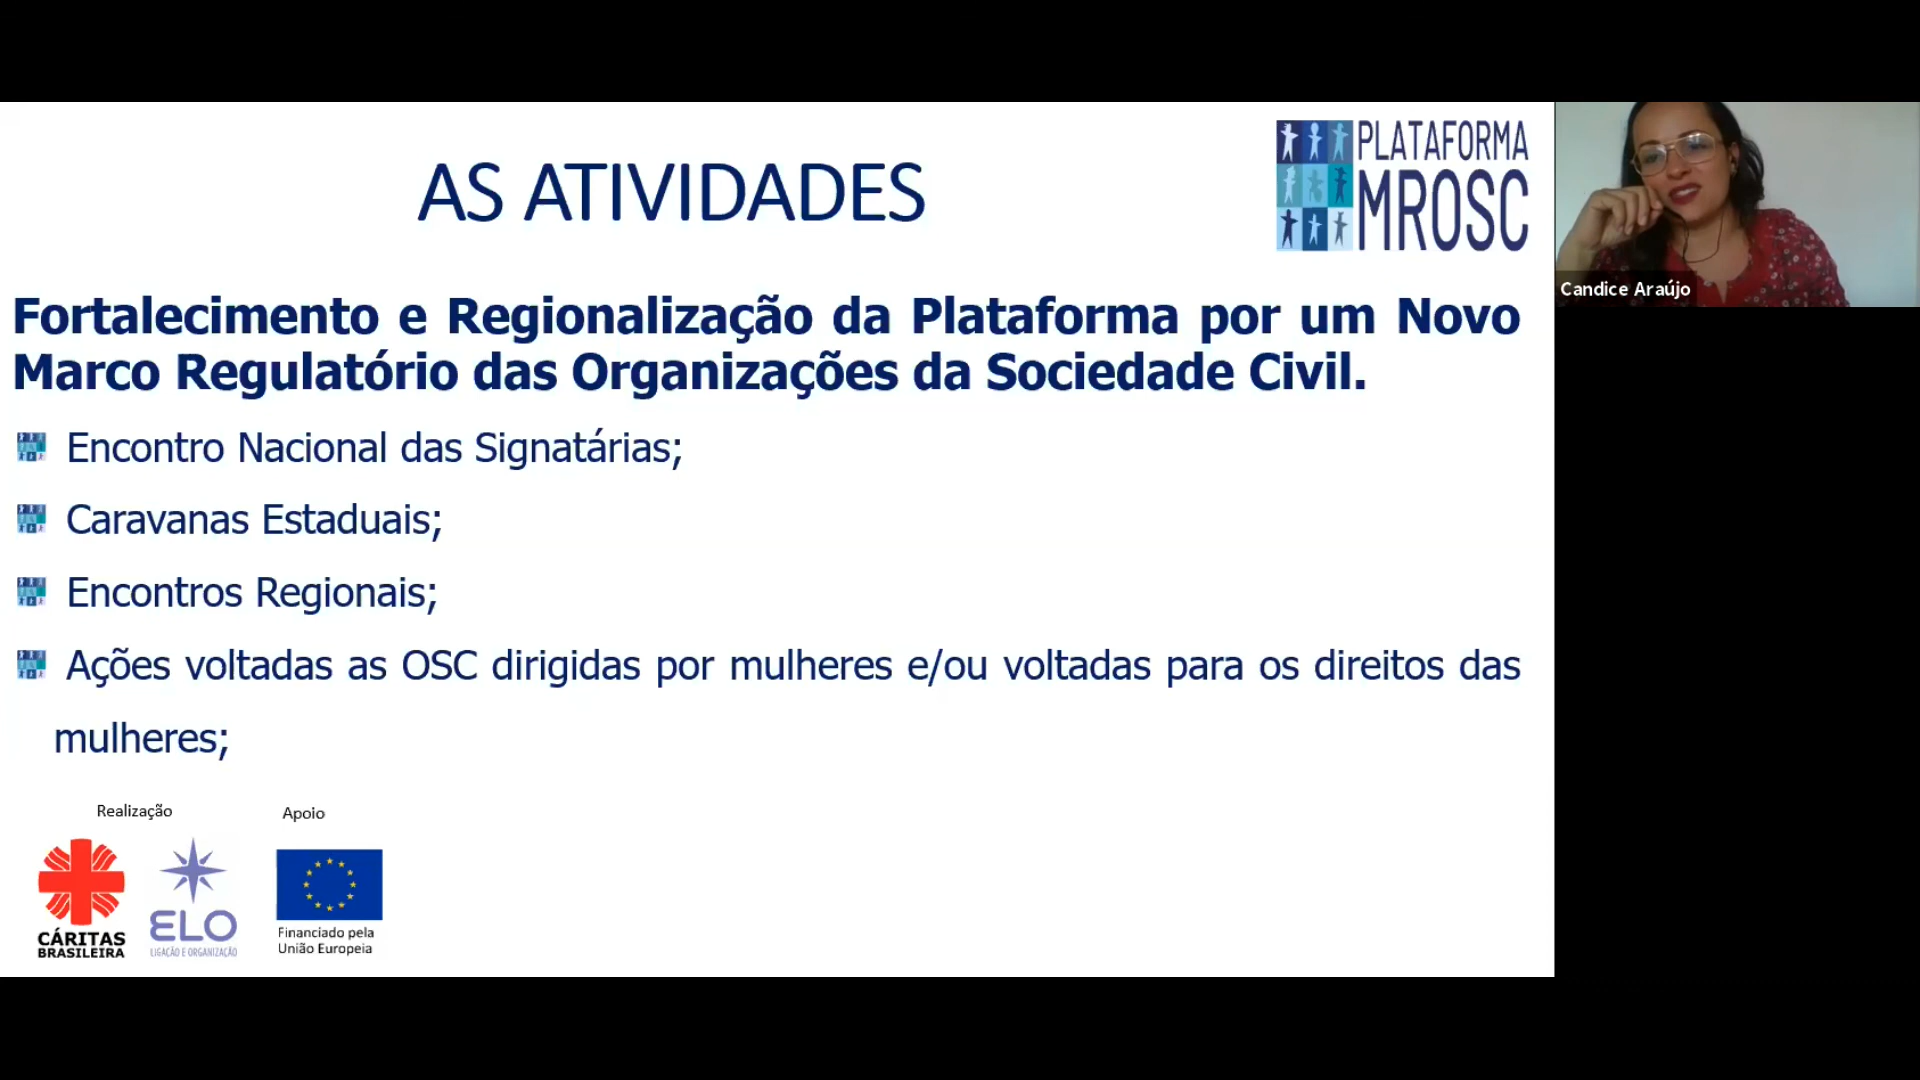 AS ATIVIDADES
PLATAFORMA
MROSC
Candice Araújo
Fortalecimento e Regionalização da Plataforma por um Novo
Marco Regulatório das Organizações da Sociedade Civil.
Encontro Nacional das Signatárias;
Caravanas Estaduais;
Encontros Regionais;
Ações voltadas as OSC dirigidas por mulheres e/ou voltadas para os direitos das
mulheres;
Realização
Apoio
CÁRITAS
BRASILEIRA
ELO
LIGAÇÃO E ORGANIZAÇÃO
Financiado pela
União Europeia